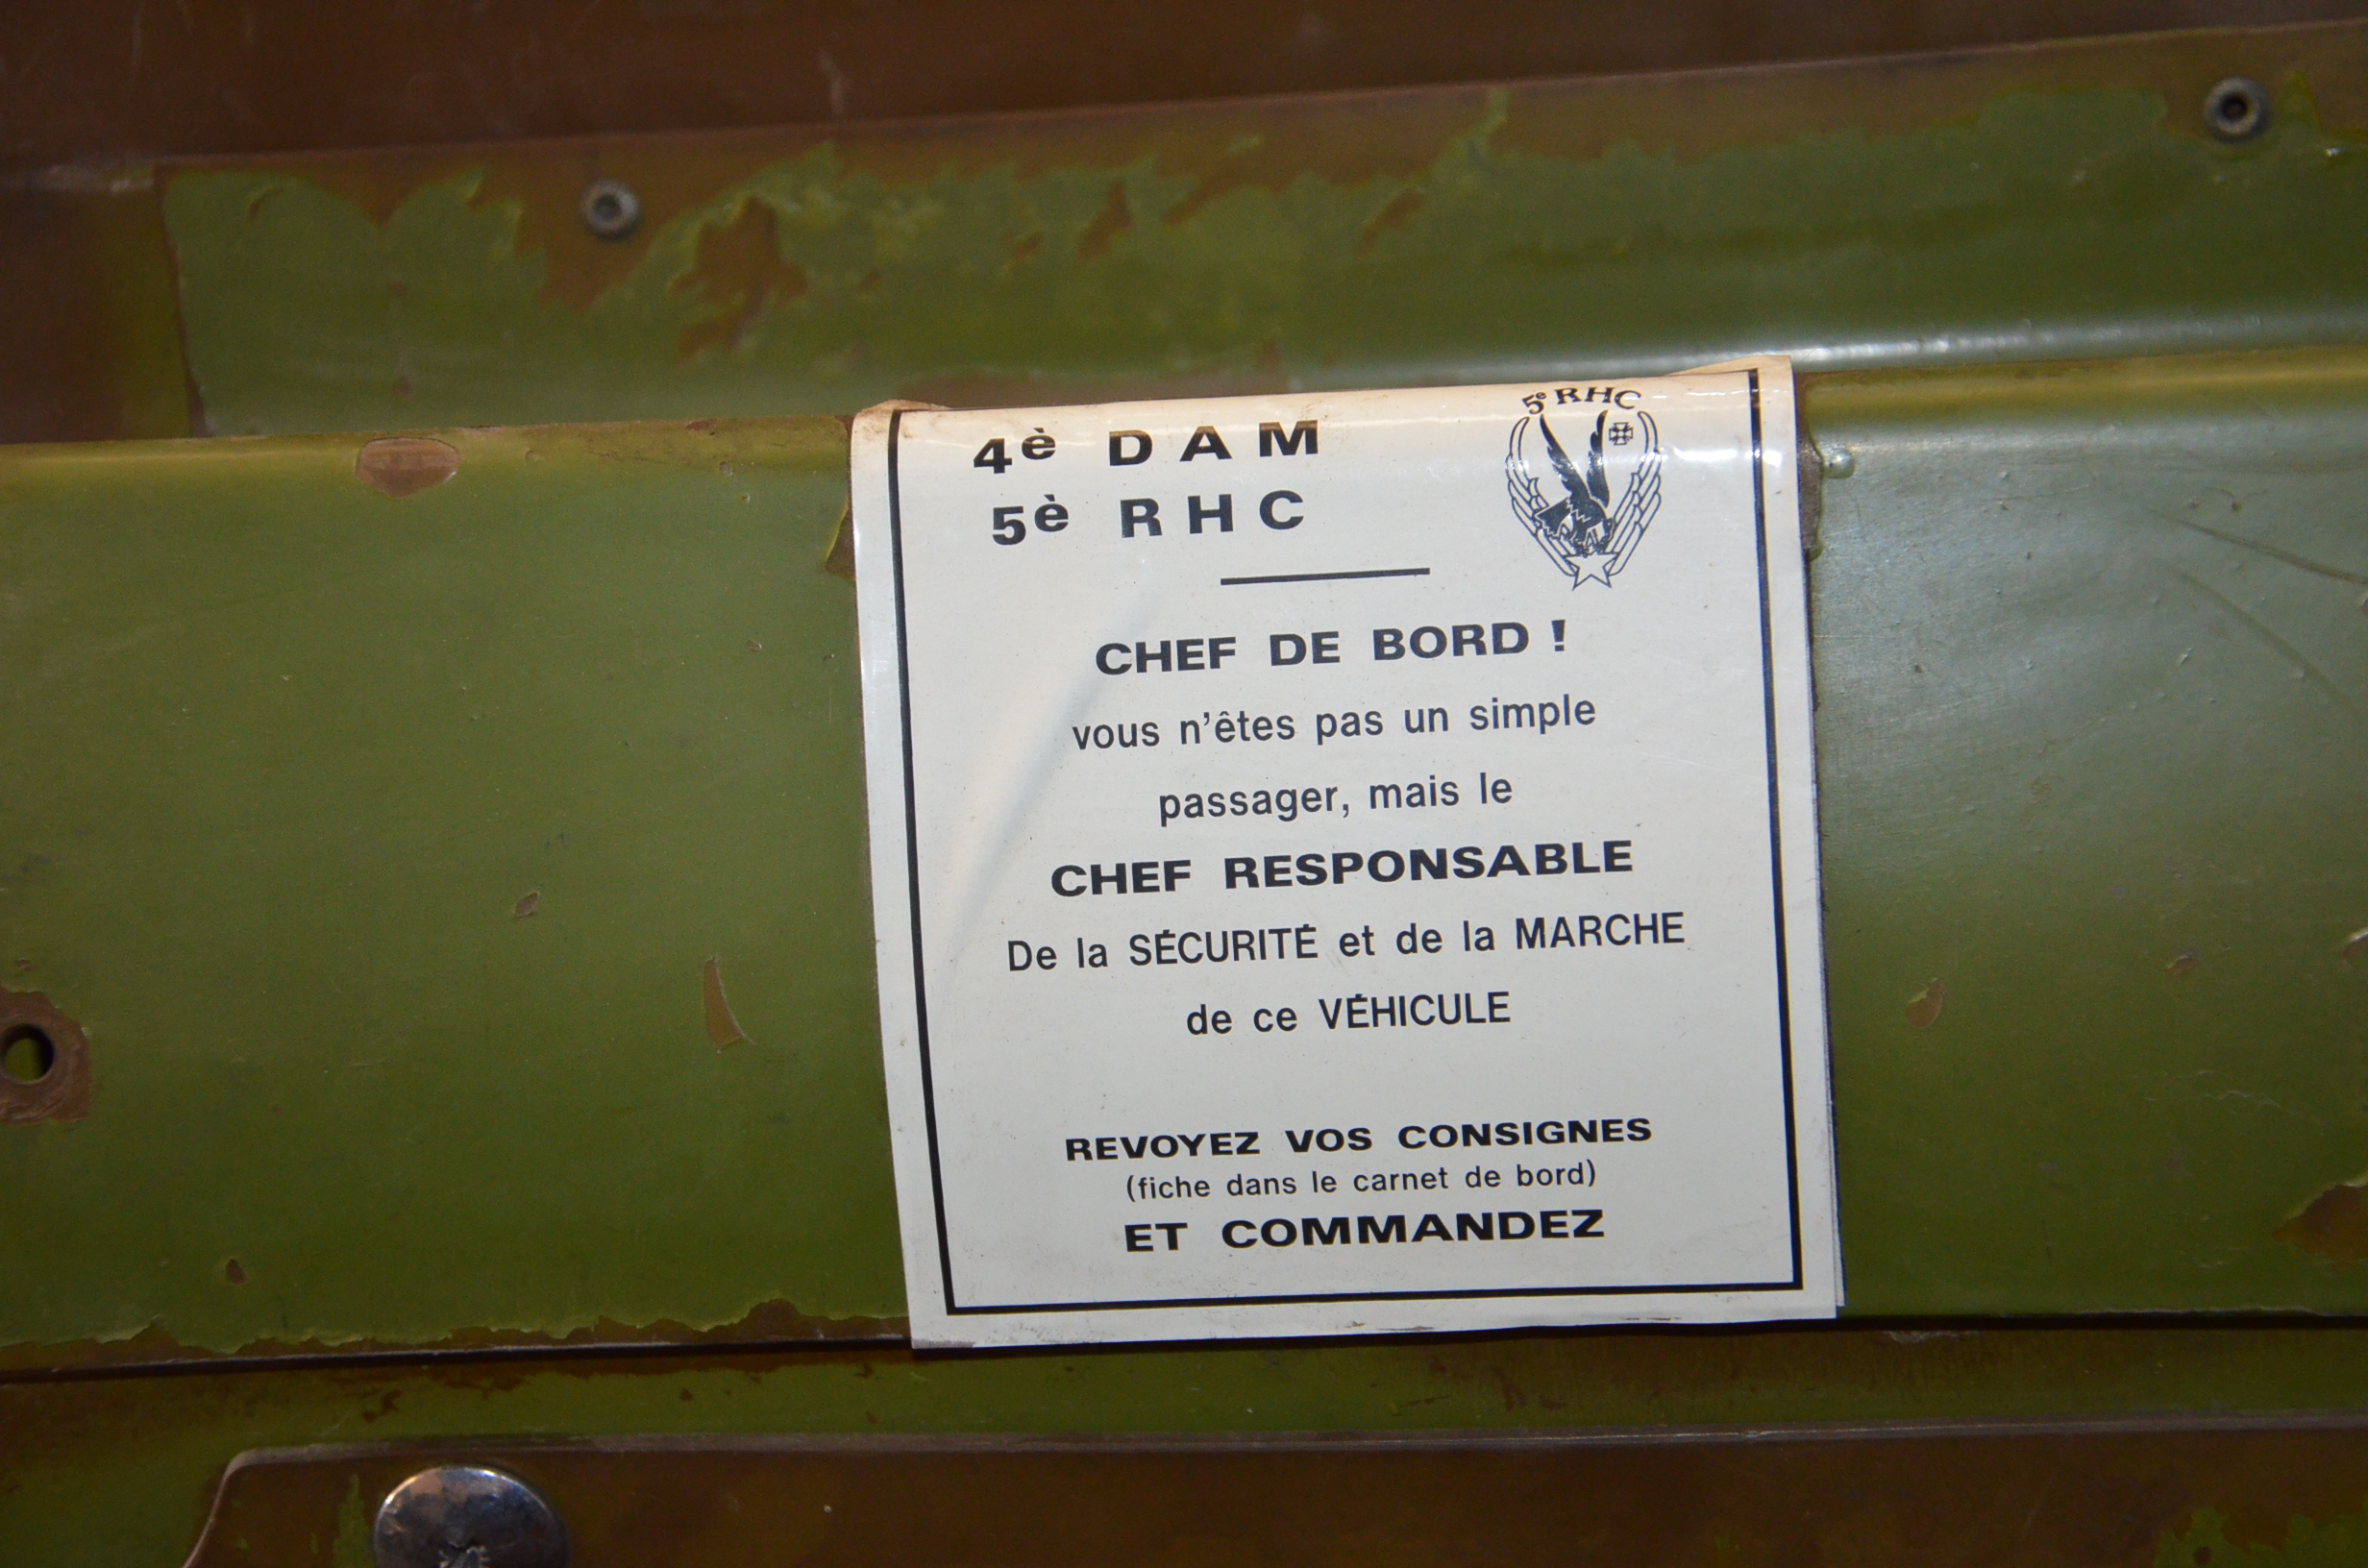 4è DAM
5è RHC
5e RHC
CHEF DE BORD !
vous n'êtes pas un simple
passager, mais le
CHEF RESPONSABLE
De la SÉCURITÉ et de la MARCHE
de ce VÉHICULE
REVOYEZ VOS CONSIGNES
(fiche dans le carnet de bord)
ET COMMANDEZ